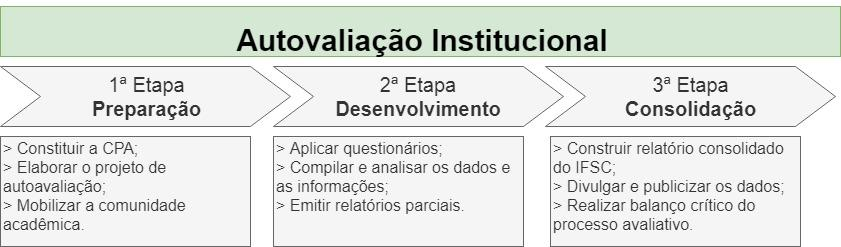 Autovaliação Institucional
1ª Etapa
Preparação
2ª Etapa
Desenvolvimento
3ª Etapa
Consolidação
> Constituir a CPA;
> Elaborar o projeto de
autoavaliação;
> Mobilizar a comunidade
acadêmica.
> Aplicar questionários;
> Compilar e analisar os dados e
as informações;
> Emitir relatórios parciais.
> Construir relatório consolidado
do IFSC;
> Divulgar e publicizar os dados;
> Realizar balanço crítico do
processo avaliativo.